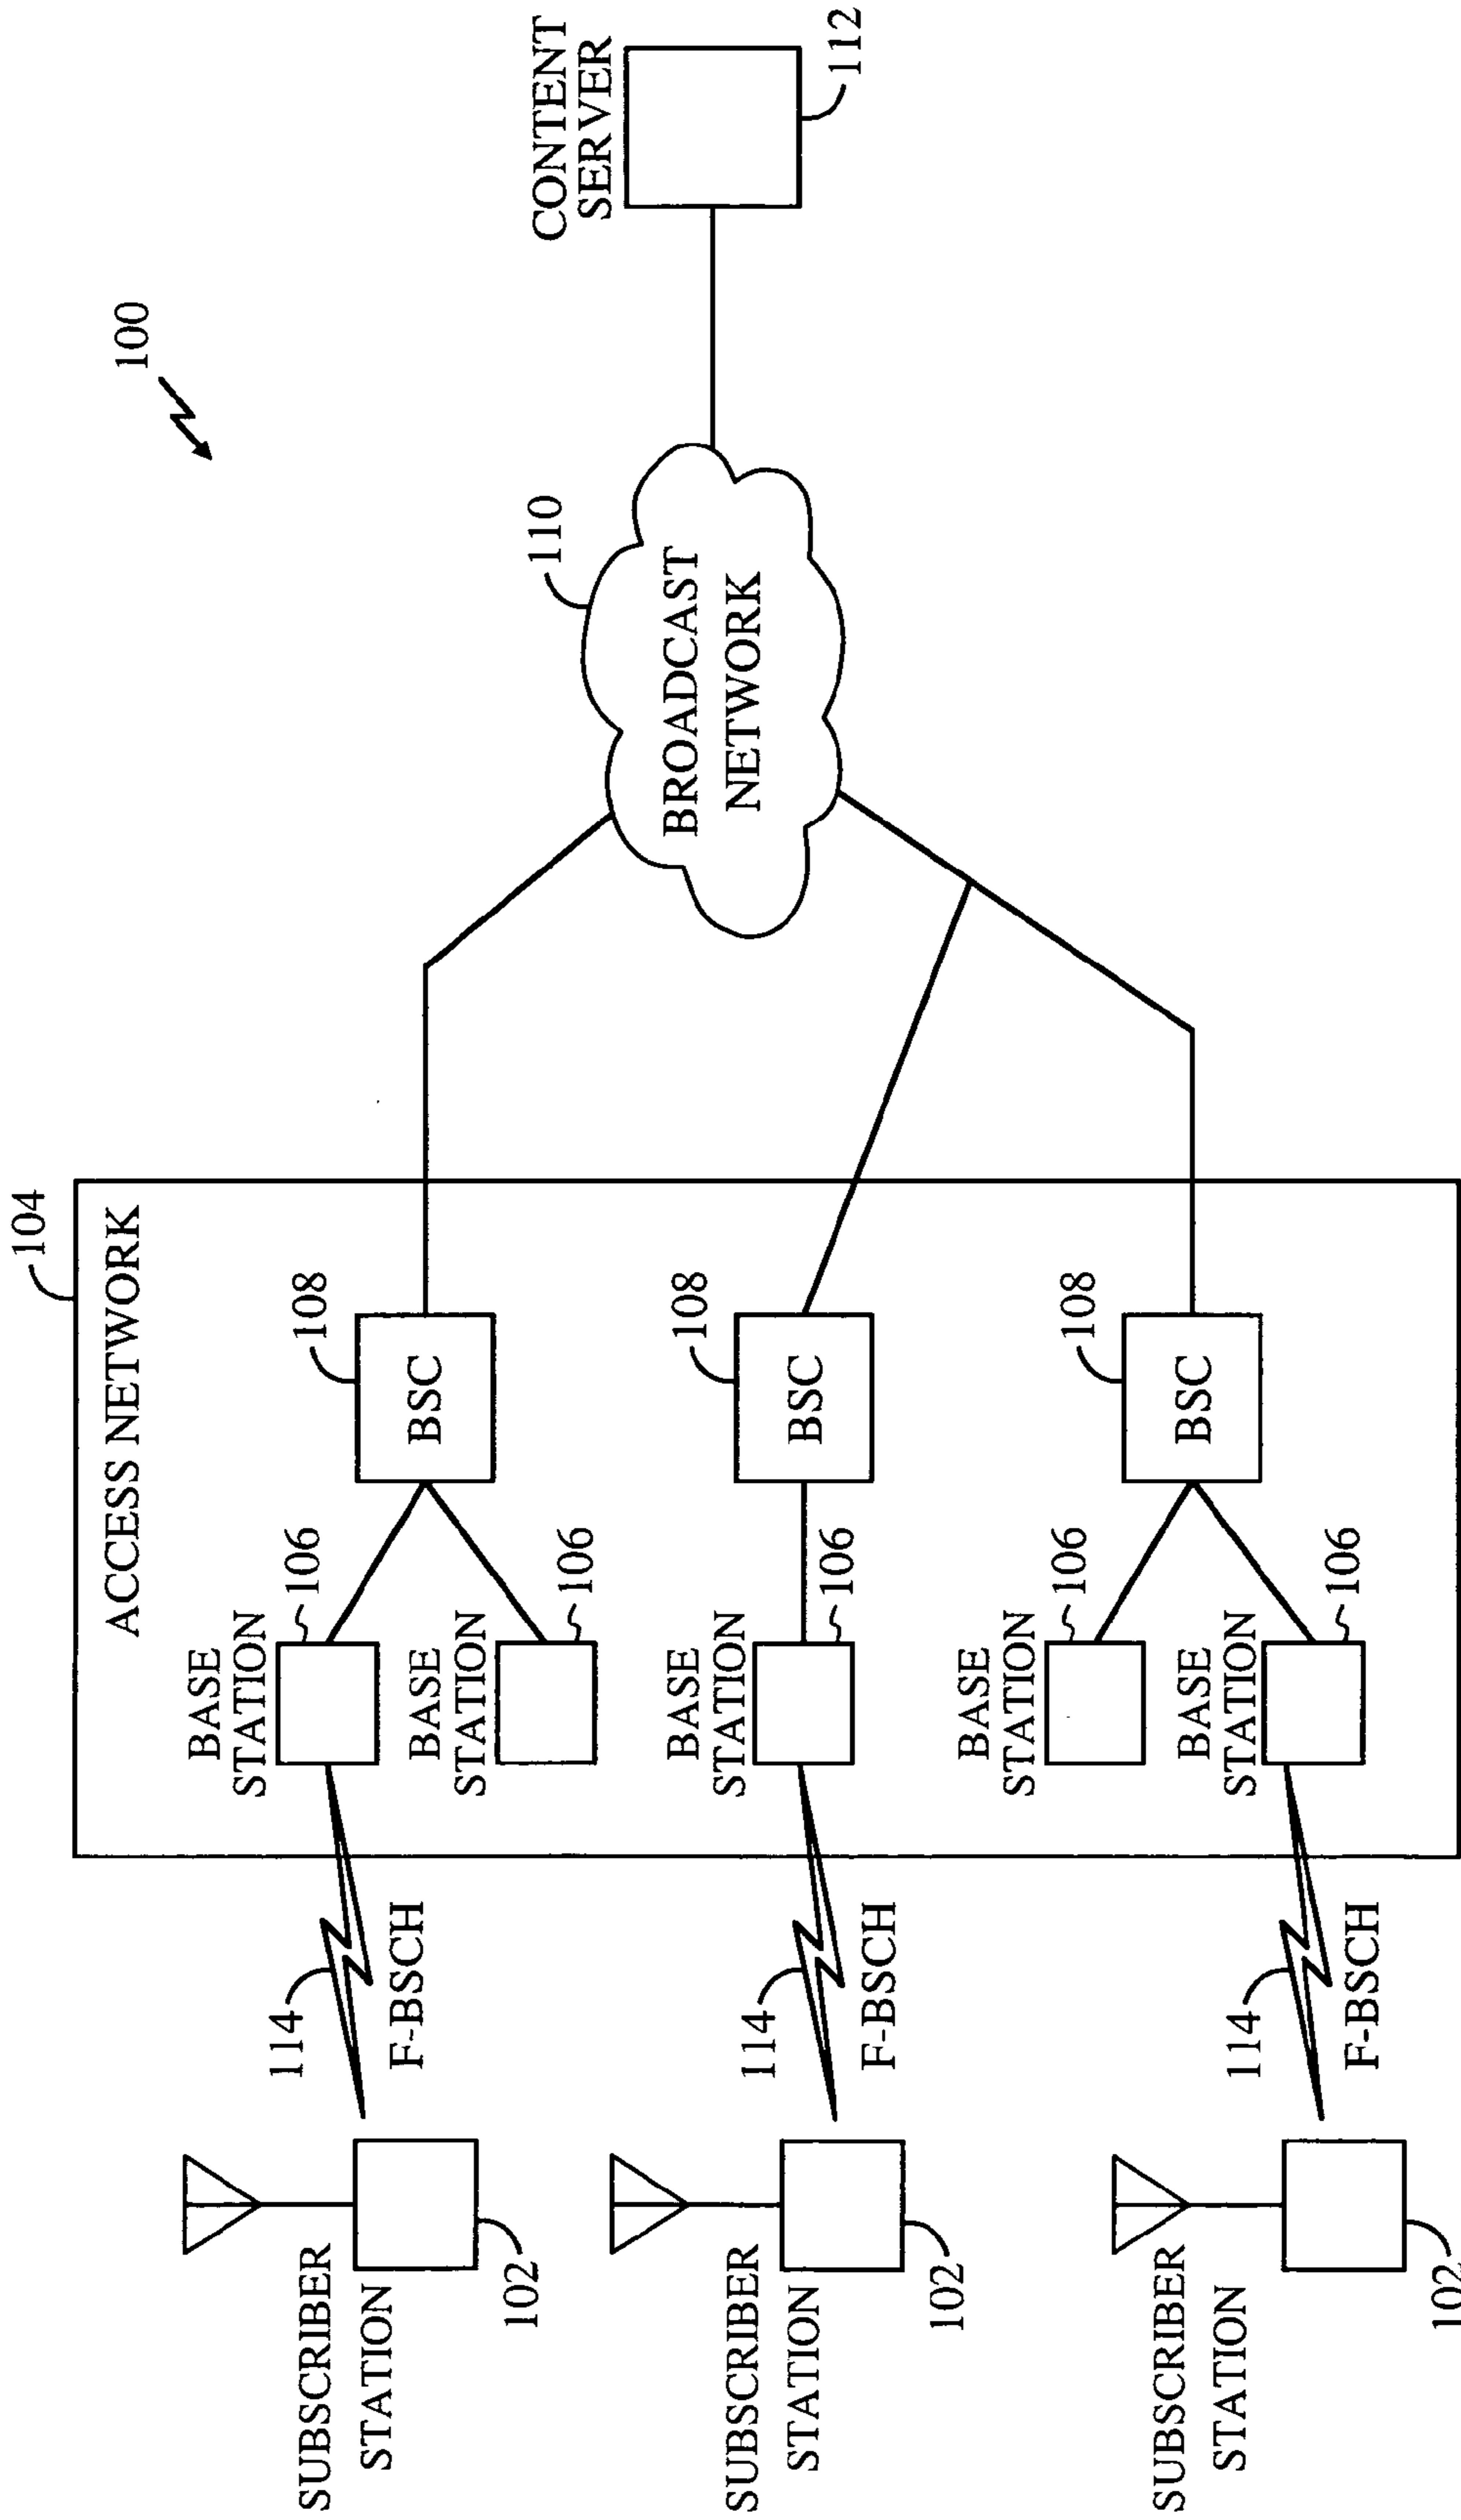 100
104
ACCESS NETWORK
SUBSCRIBER
STATION
102
114
F-BSCH
BASE
STATION
106
BASE
STATION
106
108
BSC
110
BROADCAST
NETWORK
CONTENT
SERVER
112
SUBSCRIBER
STATION
102
114
F-BSCH
BASE
STATION
106
108
BSC
SUBSCRIBER
STATION
102
114
F-BSCH
BASE
STATION
106
BASE
STATION
106
108
BSC